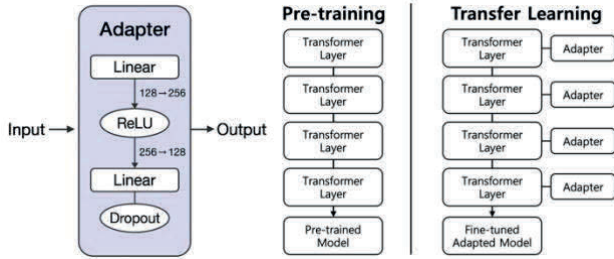 Adapter
Linear
128→256
Input
ReLU
Output
256→128
Linear
Dropout
Pre-training
Transformer
Layer
Transformer
Layer
Transformer
Layer
Transformer
Layer
Pre-trained
Model
Transfer Learning
Transformer
Layer
Adapter
Transformer
Layer
Adapter
Transformer
Layer
Adapter
Transformer
Layer
Adapter
Fine-tuned
Adapted Model